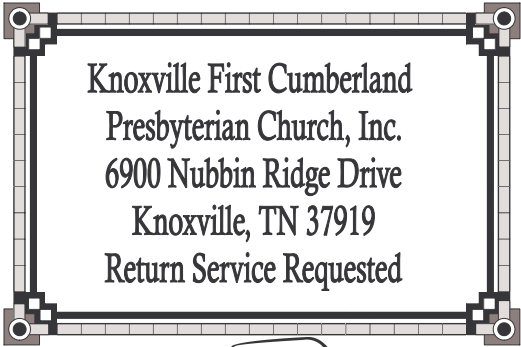 Knoxville First Cumberland
Presbyterian Church, Inc.
6900 Nubbin Ridge Drive
Knoxville, TN 37919
Return Service Requested